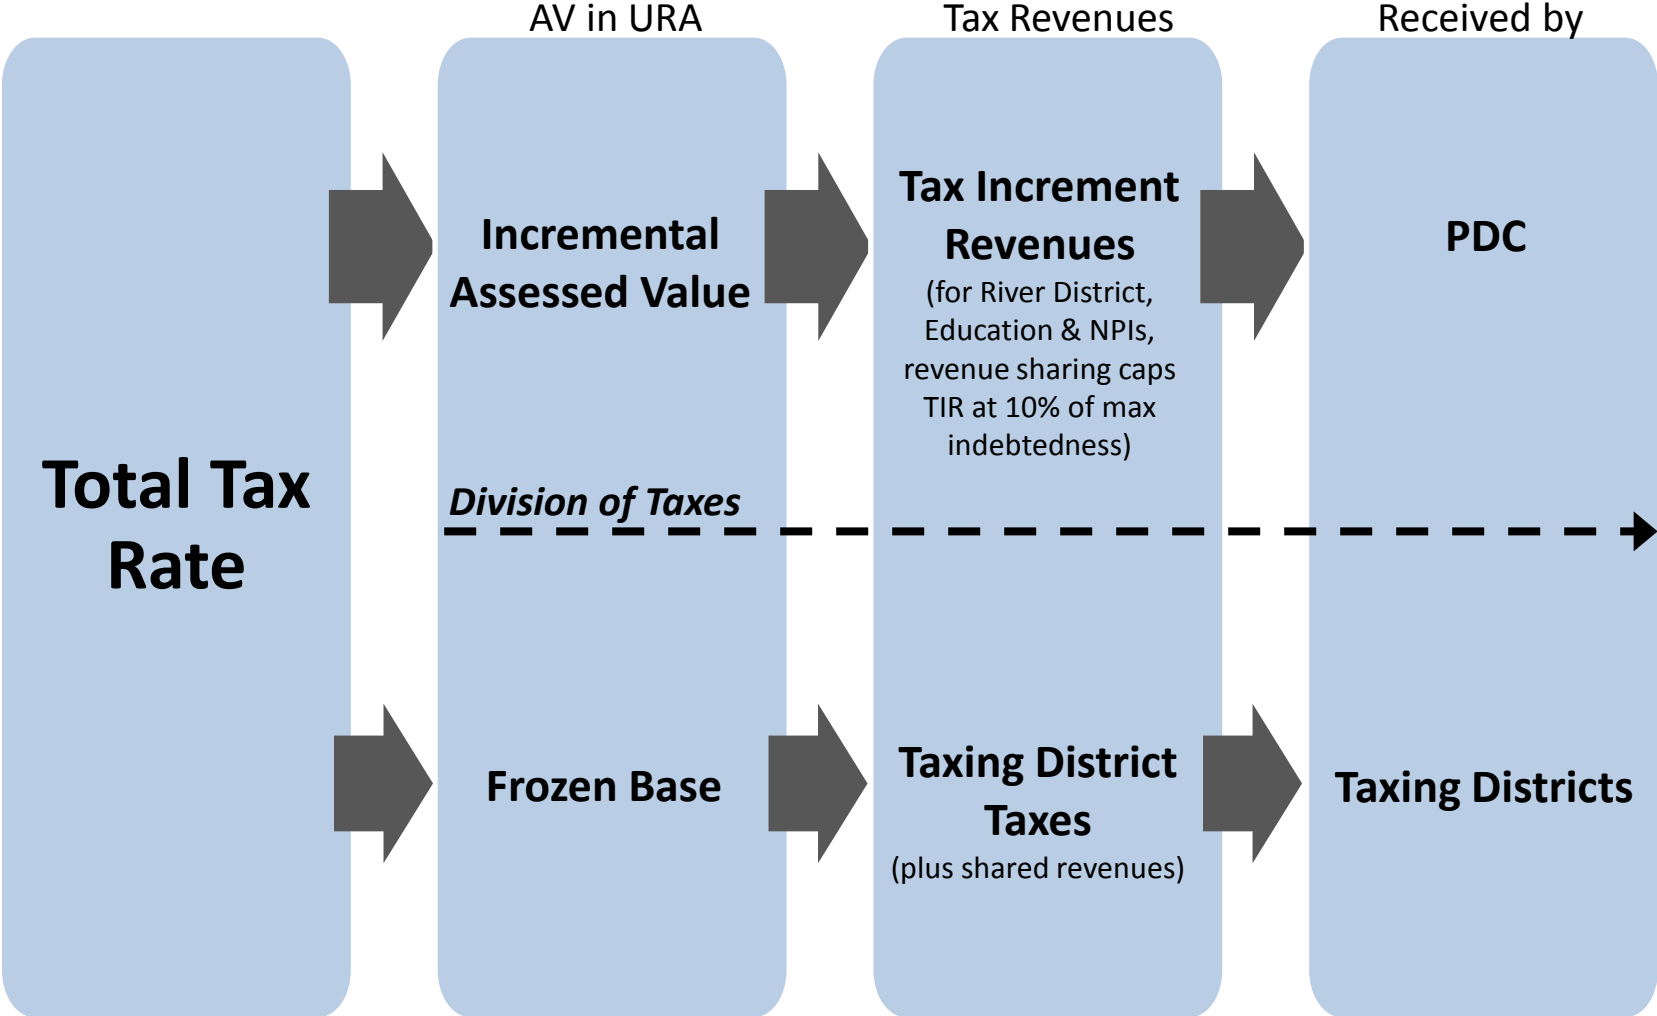 AV in URA
Tax Revenues
Received by
Total Tax
Rate
Incremental
Assessed Value
Tax Increment
Revenues
(for River District,
Education & NPIs,
revenue sharing caps
TIR at 10% of max
indebtedness)
PDC
Division of Taxes
Frozen Base
Taxing District
Taxes
(plus shared revenues)
Taxing Districts